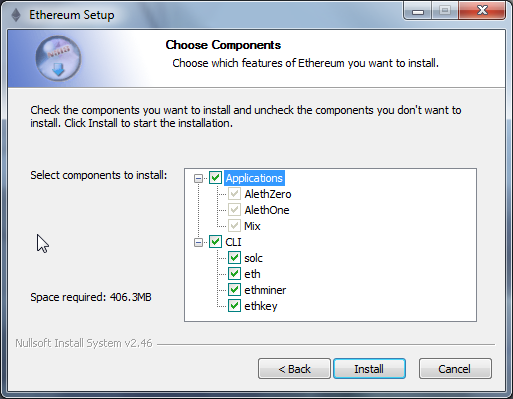 Ethereum Setup
Choose Components
Choose which features of Ethereum you want to install.
Check the components you want to install and uncheck the components you don't want to
install. Click Install to start the installation.
Select components to install:
Applications
AlethZero
AlethOne
Mix
CLI
solc
eth
ethminer
ethkey
Space required: 406.3MB
Nullsoft Install System v2.46
< Back
Install
Cancel